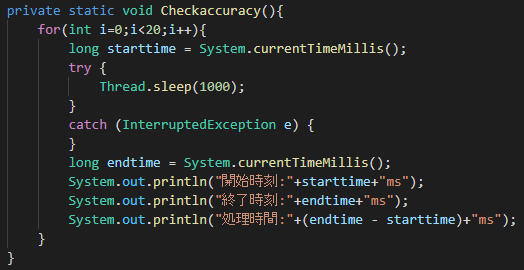 private static void Checkaccuracy(){
    for(int i=0;i<20;i++){
        long starttime = System.currentTimeMillis();
        try {
            Thread.sleep(1000);
        }
        catch (InterruptedException e) {
        }
        long endtime = System.currentTimeMillis();
        System.out.println("開始時刻:"+starttime+"ms");
        System.out.println("終了時刻:"+endtime+"ms");
        System.out.println("処理時間:"+(endtime - starttime)+"ms");
    }
}